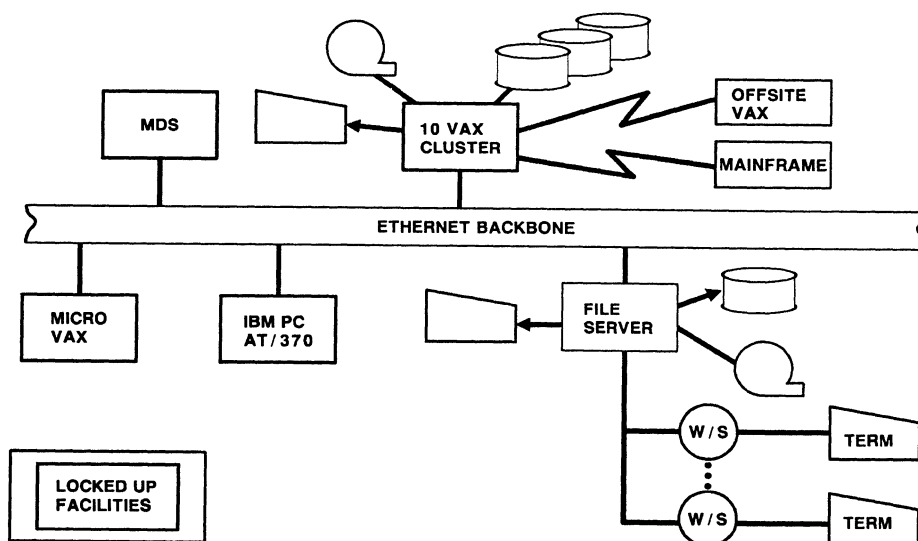 MDS
10 VAX
CLUSTER
OFFSITE
VAX
MAINFRAME
ETHERNET BACKBONE
MICRO
VAX
IBM PC
AT/370
FILE
SERVER
W/S
TERM
LOCKED UP
FACILITIES
W/S
TERM